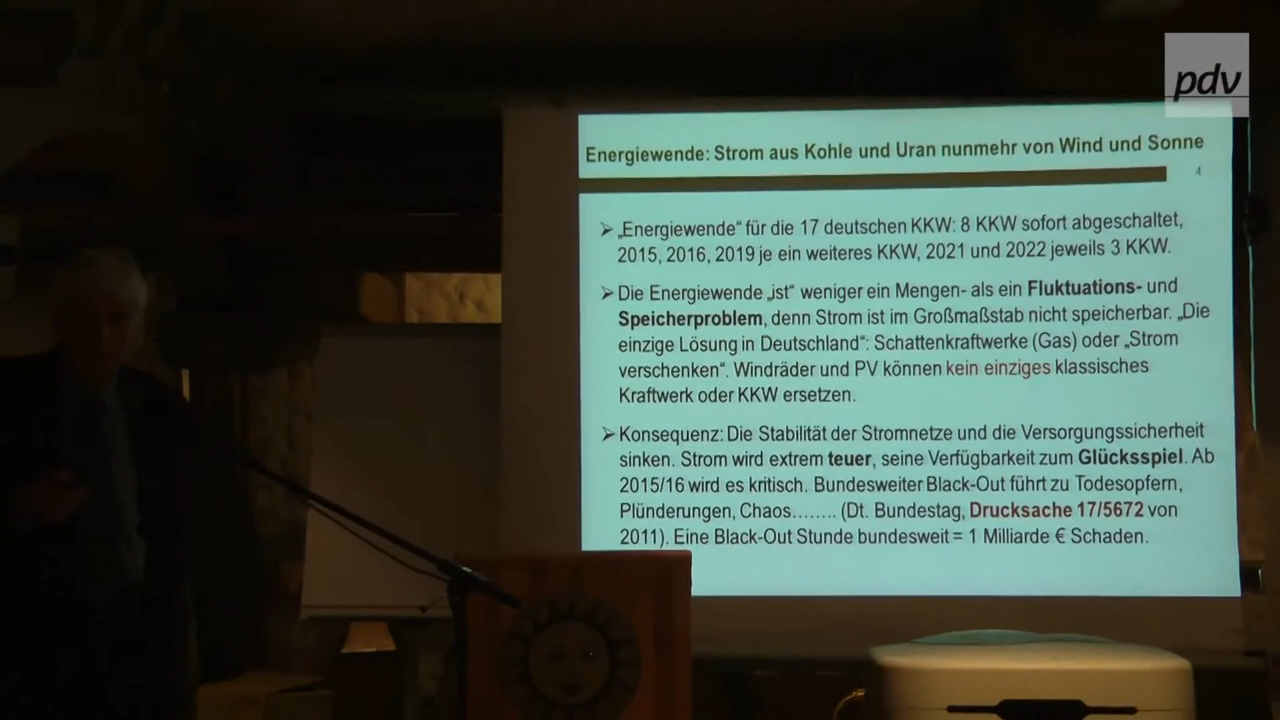 pdv
Energiewende: Strom aus Kohle und Uran nunmehr von Wind und Sonne
4
➢ „Energiewende“ für die 17 deutschen KKW: 8 KKW sofort abgeschaltet,
2015, 2016, 2019 je ein weiteres KKW, 2021 und 2022 jeweils 3 KKW.
➢ Die Energiewende „ist“ weniger ein Mengen- als ein Fluktuations- und
Speicherproblem, denn Strom ist im Großmaßstab nicht speicherbar. „Die
einzige Lösung in Deutschland“: Schattenkraftwerke (Gas) oder „Strom
verschenken“. Windräder und PV können kein einziges klassisches
Kraftwerk oder KKW ersetzen.
➢ Konsequenz: Die Stabilität der Stromnetze und die Versorgungssicherheit
sinken. Strom wird extrem teuer, seine Verfügbarkeit zum Glücksspiel. Ab
2015/16 wird es kritisch. Bundesweiter Black-Out führt zu Todesopfern,
Plünderungen, Chaos…….. (Dt. Bundestag, Drucksache 17/5672 von
2011). Eine Black-Out Stunde bundesweit = 1 Milliarde € Schaden.